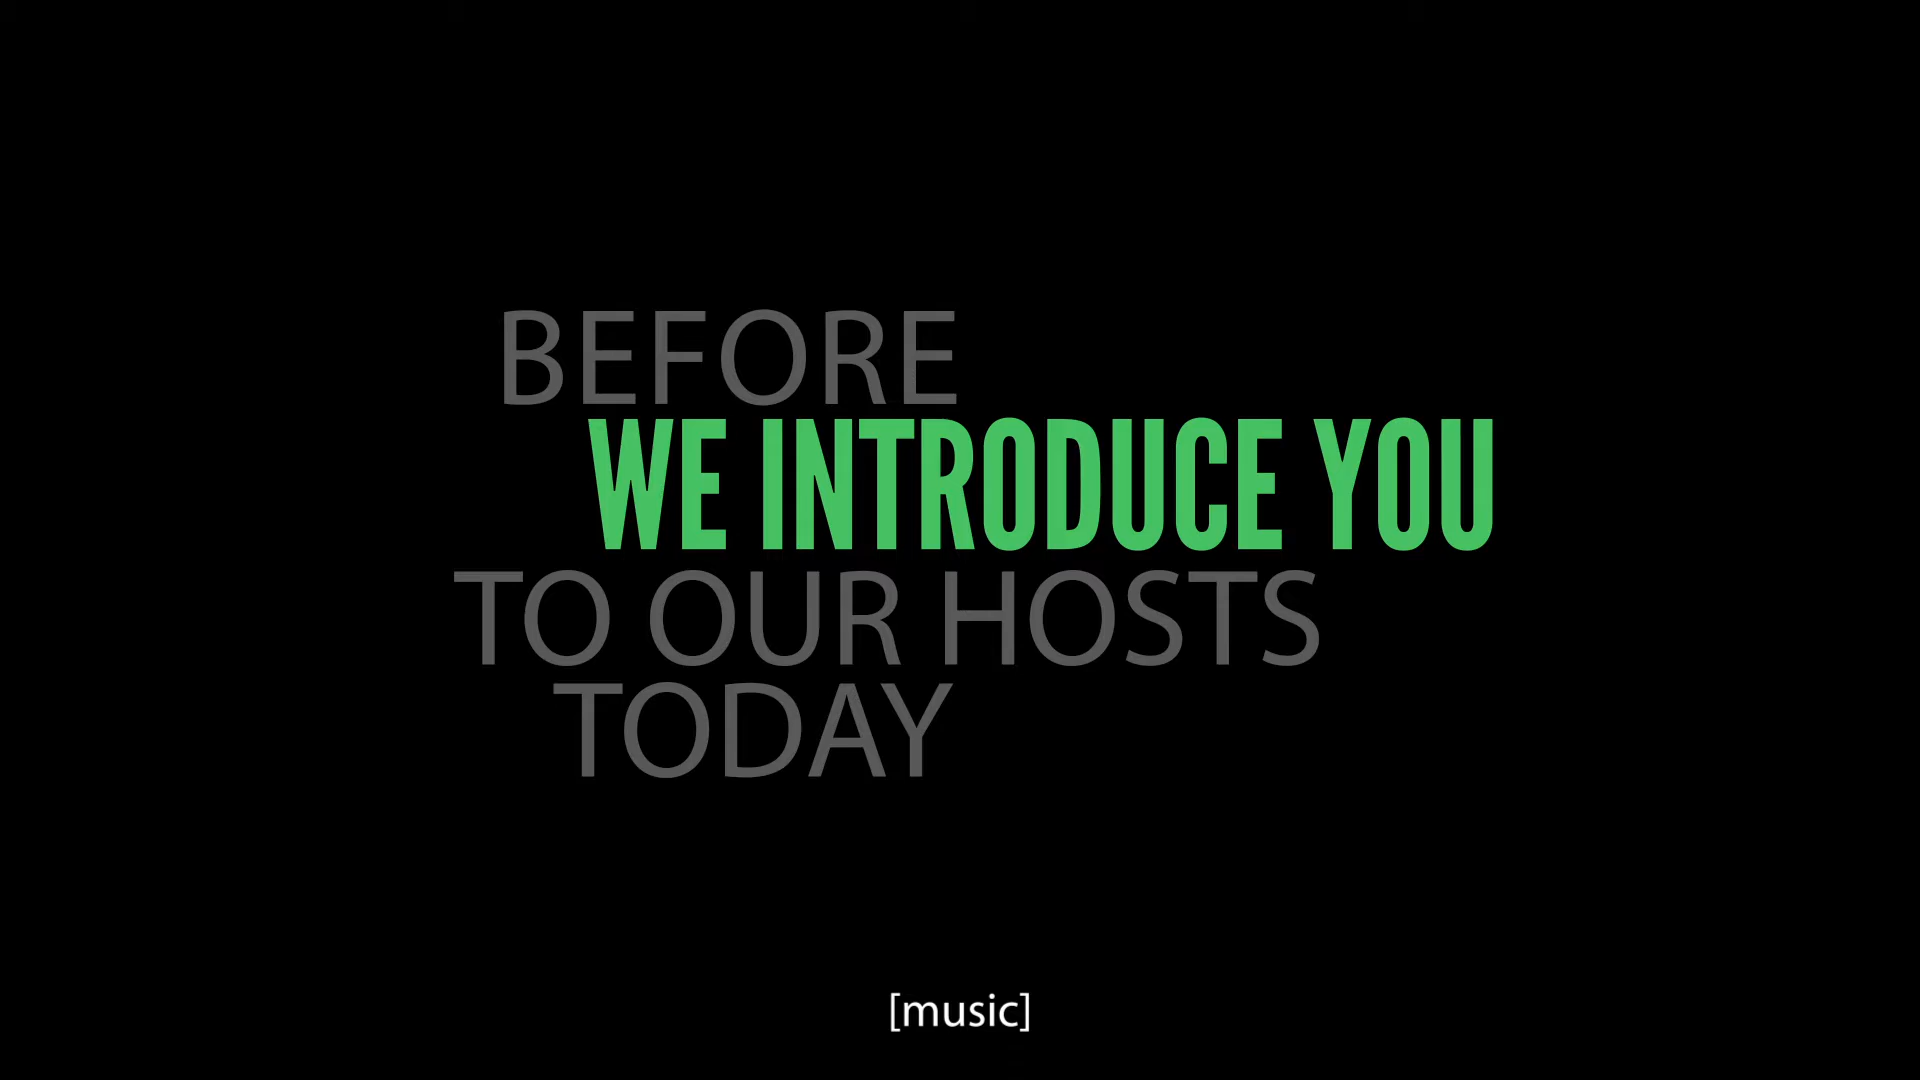 BEFORE
WE INTRODUCE YOU
TO OUR HOSTS
TODAY
[music]